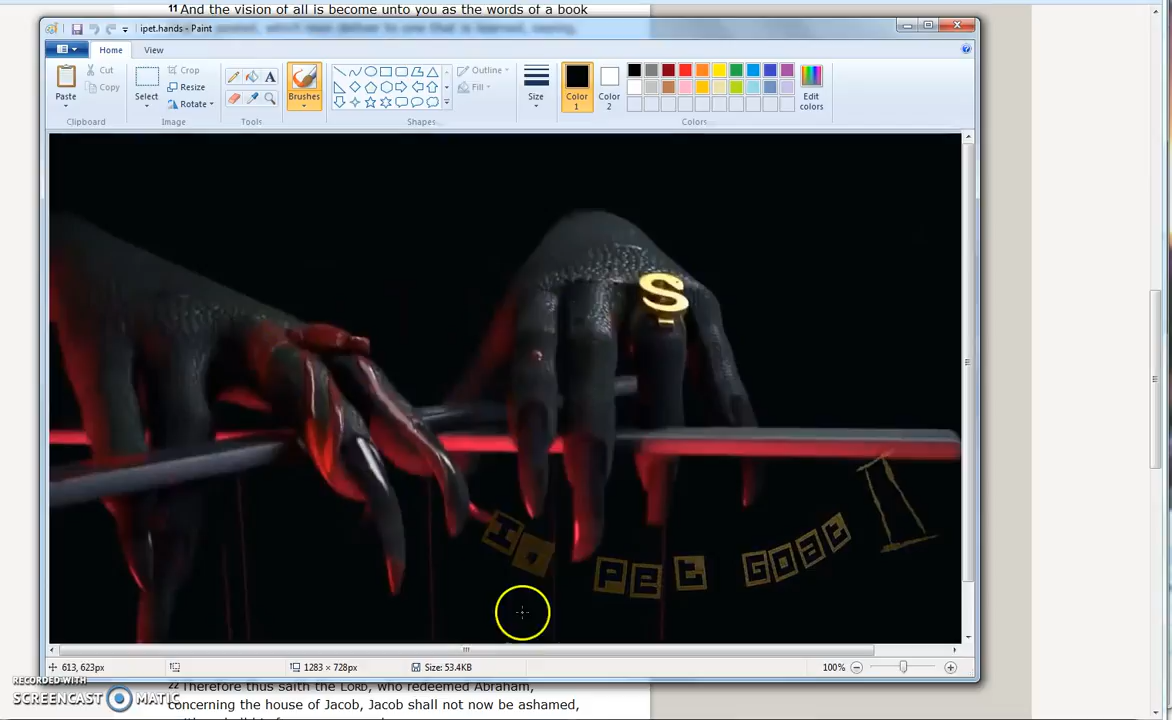 11 And the vision of all is become unto you as the words of a book
ipet.hands - Paint
Home
View
Paste
Cut
Copy
Clipboard
Select
Crop
Resize
Rotate
Image
Tools
Brushes
Shapes
Outline
Fill
Size
Color 1
Color 2
Edit colors
Colors
S
I, Pet Goat II
613, 623px
1283 × 728px
Size: 53.4KB
100%
RECORDED WITH
SCREENCAST MATIC
22 Therefore thus saith the LORD, who redeemed Abraham,
concerning the house of Jacob, Jacob shall not now be ashamed,